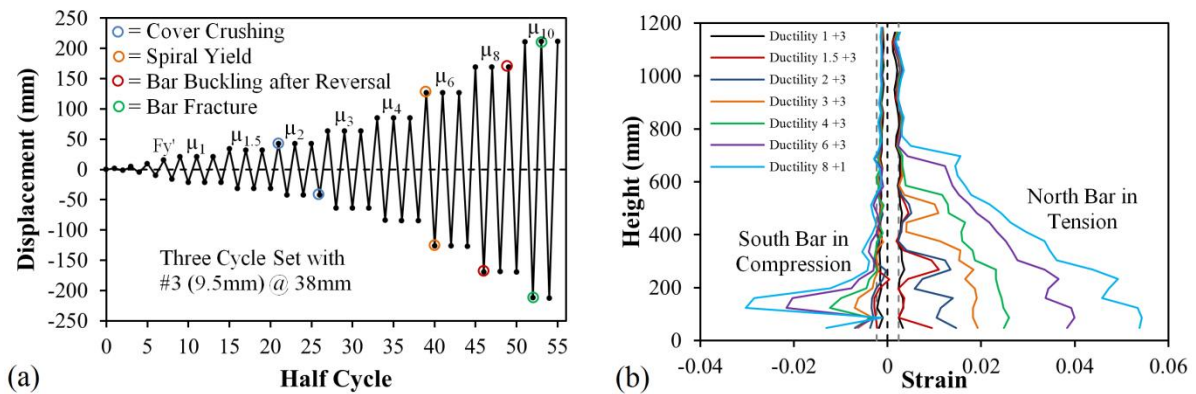 250
200
150
100
50
0
-50
-100
-150
-200
-250
Displacement (mm)
= Cover Crushing
= Spiral Yield
= Bar Buckling after Reversal
= Bar Fracture
Fy'
μ1
μ1.5
μ2
μ3
μ4
μ6
μ8
μ10
Three Cycle Set with
#3 (9.5mm) @ 38mm
0 5 10 15 20 25 30 35 40 45 50 55
Half Cycle
(a)
1200
1000
800
600
400
200
0
Height (mm)
Ductility 1 +3
Ductility 1.5 +3
Ductility 2 +3
Ductility 3 +3
Ductility 4 +3
Ductility 6 +3
Ductility 8 +1
North Bar in
Tension
South Bar in
Compression
-0.04 -0.02 0 0.02 0.04 0.06
Strain
(b)